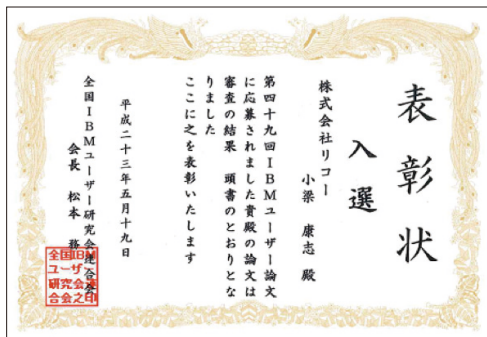 表彰状
入選
株式会社リコー
小梁 康志 殿
第四十九回IBMユーザー論文
に応募されました貴殿の論文は
審査の結果 頭書のとおりとな
りました
ここに之を表彰いたします
平成二十三年五月十九日
全国IBMユーザー研究会連合会
会長 松本 務
全国IBM
ユーザー
研究会連
合会之印